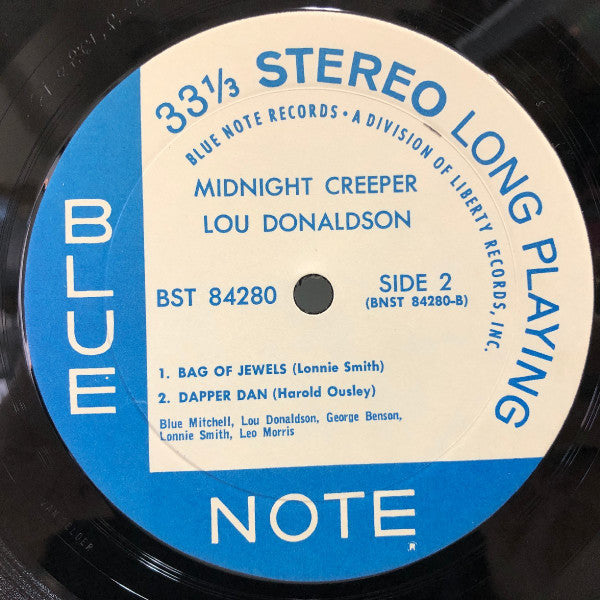 33 1/3 STEREO LONG PLAYING
BLUE NOTE RECORDS • A DIVISION OF LIBERTY RECORDS, INC.
MIDNIGHT CREEPER
LOU DONALDSON
BST 84280
SIDE 2
(BNST 84280-B)
1. BAG OF JEWELS (Lonnie Smith)
2. DAPPER DAN (Harold Ousley)
Blue Mitchell, Lou Donaldson, George Benson,
Lonnie Smith, Leo Morris
BLUE
NOTE